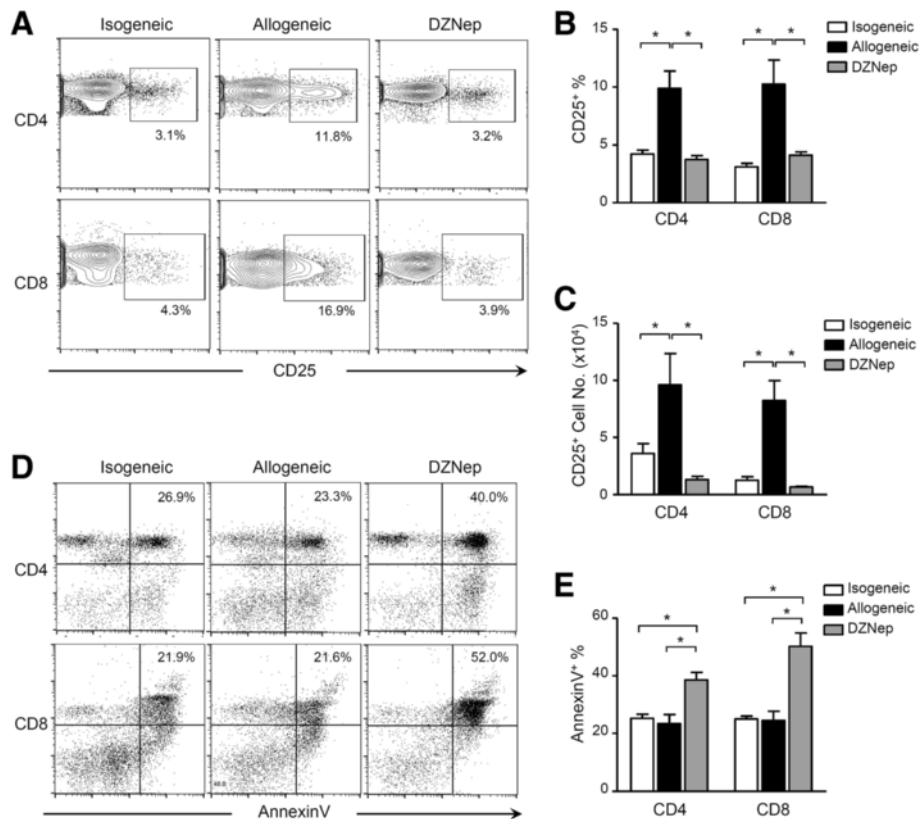 A
Isogeneic Allogeneic DZNep
CD4
3.1% 11.8% 3.2%
CD8
4.3% 16.9% 3.9%
CD25
B
CD25⁺ %
15
10
5
0
* * * *
CD4 CD8
Isogeneic
Allogeneic
DZNep
C
CD25⁺ Cell No. (x10⁴)
15
10
5
0
* * * *
CD4 CD8
Isogeneic
Allogeneic
DZNep
D
Isogeneic Allogeneic DZNep
CD4
26.9% 23.3% 40.0%
CD8
21.9% 21.6% 52.0%
AnnexinV
E
AnnexinV⁺ %
60
40
20
0
* * * *
CD4 CD8
Isogeneic
Allogeneic
DZNep